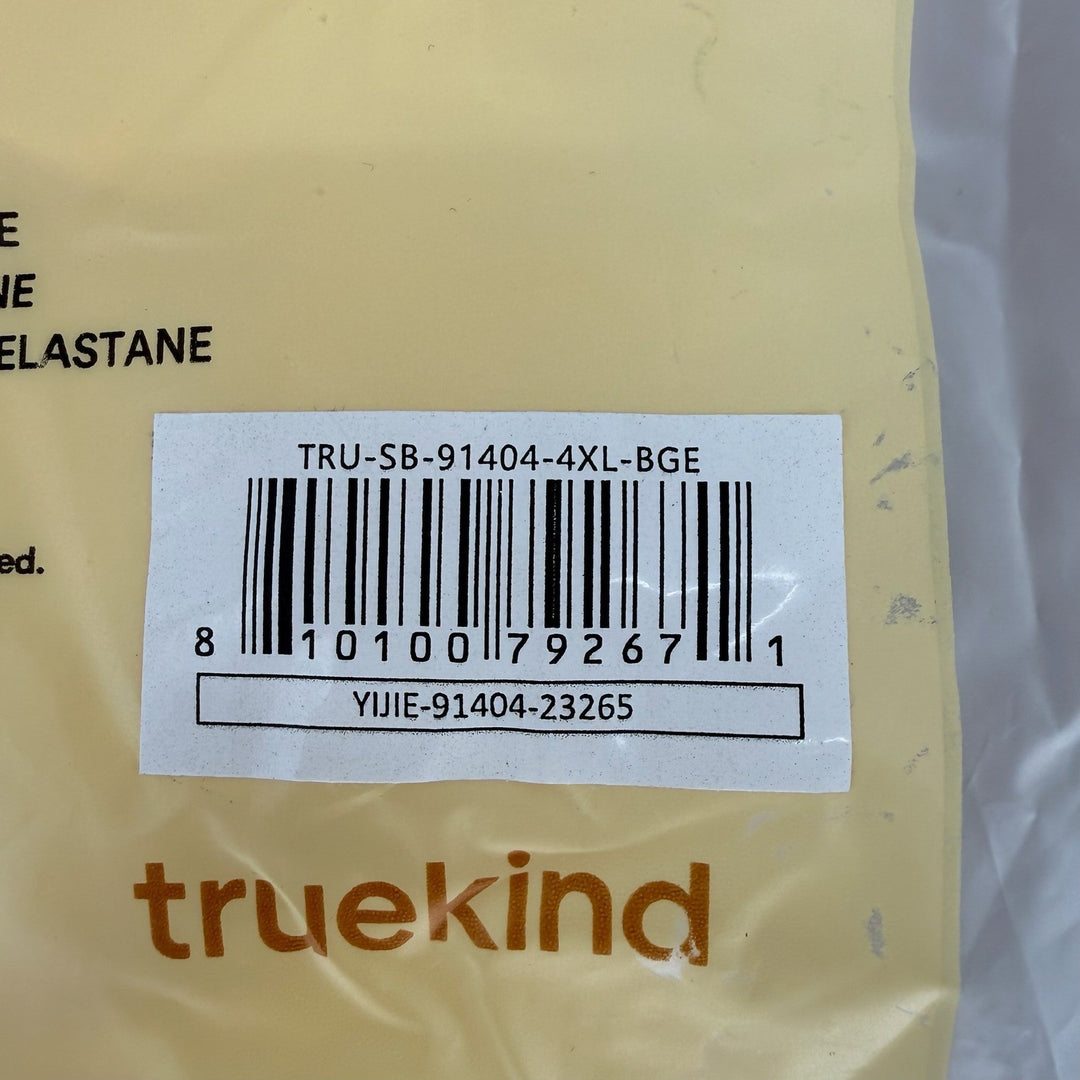 E
NE
ELASTANE
ed.
TRU-SB-91404-4XL-BGE
8 10100 79267 1
YIJIE-91404-23265
truekind